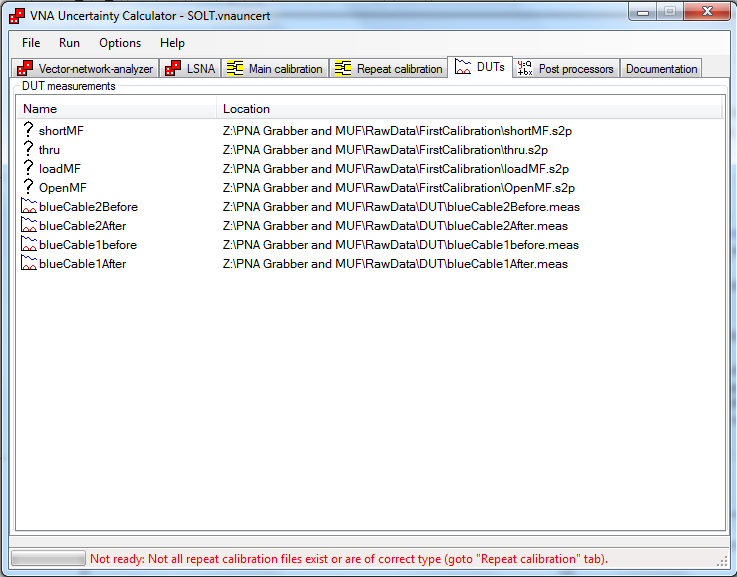 VNA Uncertainty Calculator - SOLT.vnauncert
File Run Options Help
Vector-network-analyzer LSNA Main calibration Repeat calibration DUTs Post processors Documentation
DUT measurements
Name Location
? shortMF Z:\PNA Grabber and MUF\RawData\FirstCalibration\shortMF.s2p
? thru Z:\PNA Grabber and MUF\RawData\FirstCalibration\thru.s2p
? loadMF Z:\PNA Grabber and MUF\RawData\FirstCalibration\loadMF.s2p
? OpenMF Z:\PNA Grabber and MUF\RawData\FirstCalibration\OpenMF.s2p
blueCable2Before Z:\PNA Grabber and MUF\RawData\DUT\blueCable2Before.meas
blueCable2After Z:\PNA Grabber and MUF\RawData\DUT\blueCable2After.meas
blueCable1before Z:\PNA Grabber and MUF\RawData\DUT\blueCable1before.meas
blueCable1After Z:\PNA Grabber and MUF\RawData\DUT\blueCable1After.meas
Not ready: Not all repeat calibration files exist or are of correct type (goto "Repeat calibration" tab).